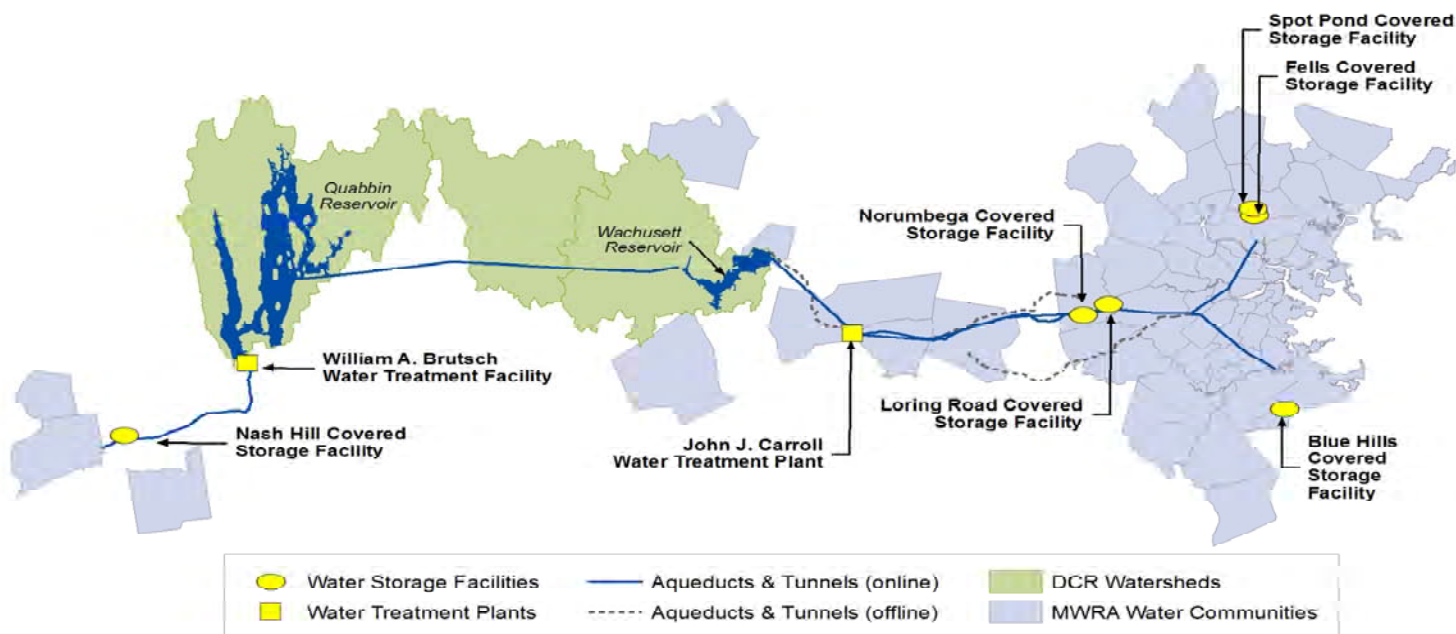 Spot Pond Covered
Storage Facility
Fells Covered
Storage Facility
Quabbin
Reservoir
Wachusett
Reservoir
Norumbega Covered
Storage Facility
William A. Brutsch
Water Treatment Facility
Nash Hill Covered
Storage Facility
John J. Carroll
Water Treatment Plant
Loring Road Covered
Storage Facility
Blue Hills
Covered
Storage
Facility
Water Storage Facilities
Aqueducts & Tunnels (online)
DCR Watersheds
Water Treatment Plants
Aqueducts & Tunnels (offline)
MWRA Water Communities